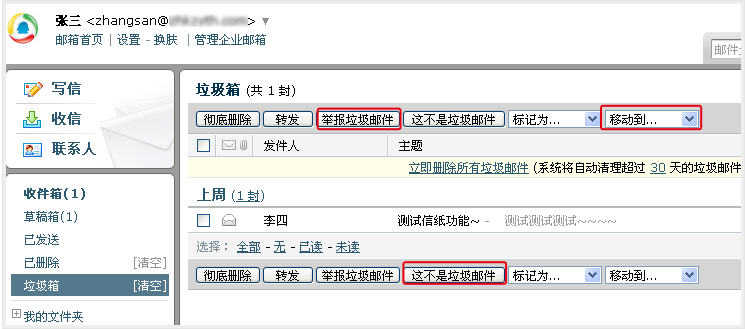 张三 <zhangsan@ .com>
邮箱首页 | 设置 - 换肤 | 管理企业邮箱
邮件
写信
收信
联系人
收件箱(1)
草稿箱(1)
已发送
已删除 [清空]
垃圾箱 [清空]
我的文件夹
垃圾箱 (共 1 封)
彻底删除 转发 举报垃圾邮件 这不是垃圾邮件 标记为... 移动到...
发件人 主题
立即删除所有垃圾邮件 (系统将自动清理超过 30 天的垃圾邮件
上周 (1 封)
李四 测试信纸功能~ - 测试测试测试~~~~
选择: 全部 - 无 - 已读 - 未读
彻底删除 转发 举报垃圾邮件 这不是垃圾邮件 标记为... 移动到...